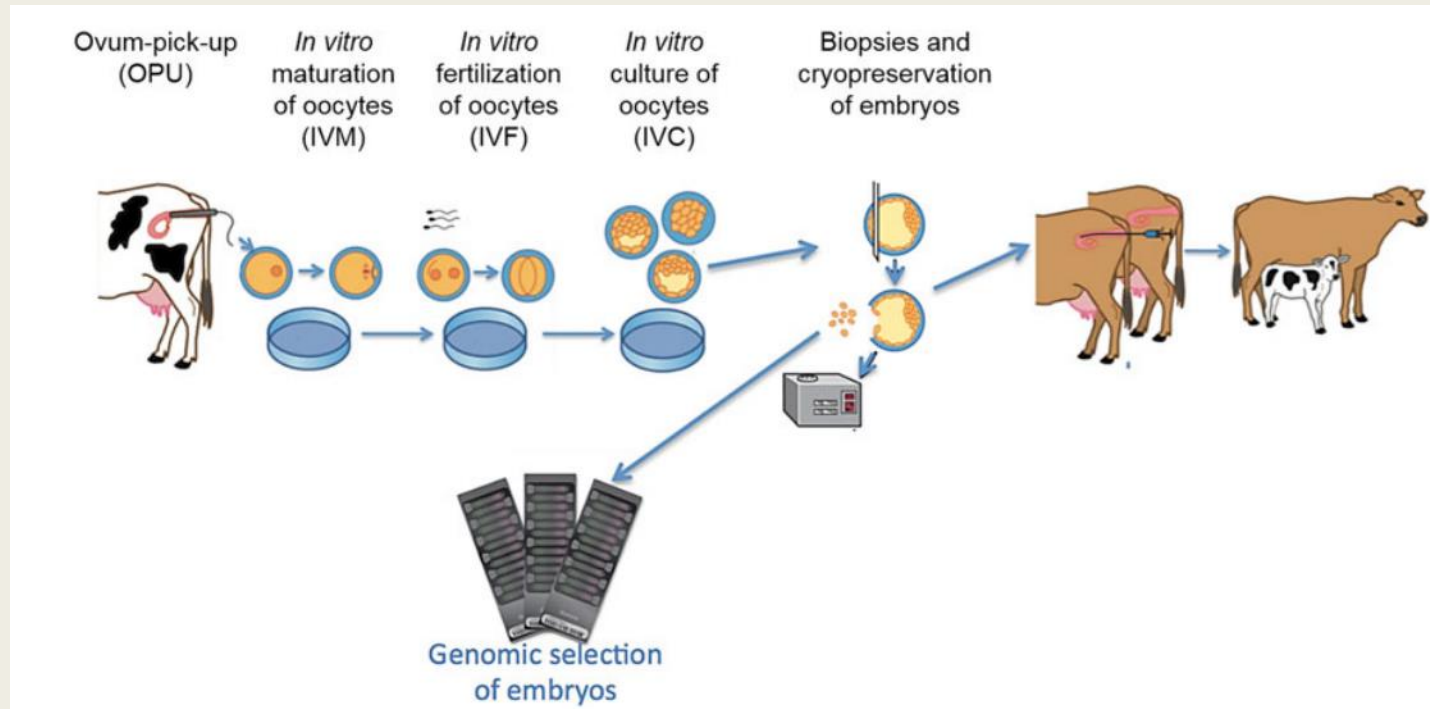 Ovum-pick-up
(OPU)
In vitro
maturation
of oocytes
(IVM)
In vitro
fertilization
of oocytes
(IVF)
In vitro
culture of
oocytes
(IVC)
Biopsies and
cryopreservation
of embryos
Genomic selection
of embryos